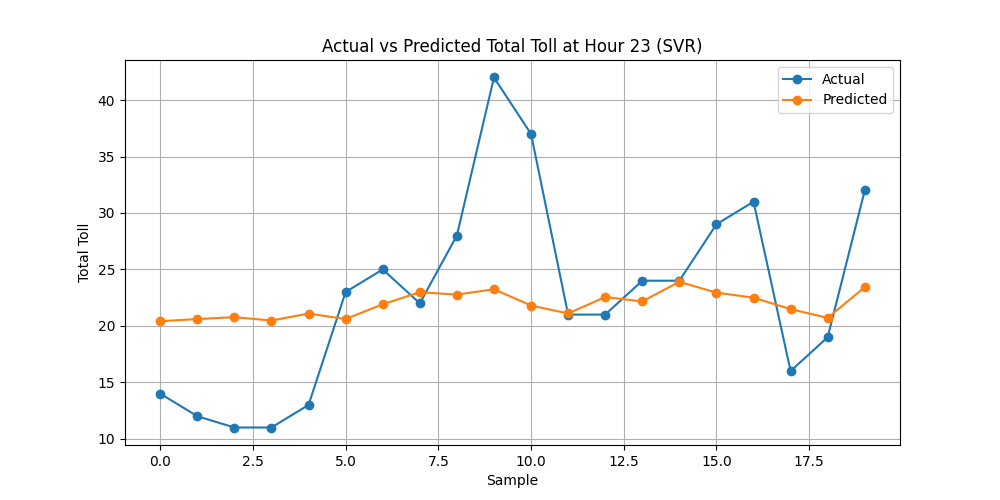 Actual vs Predicted Total Toll at Hour 23 (SVR)
Actual
Predicted
40
35
30
25
20
15
10
Total Toll
0.0 2.5 5.0 7.5 10.0 12.5 15.0 17.5
Sample